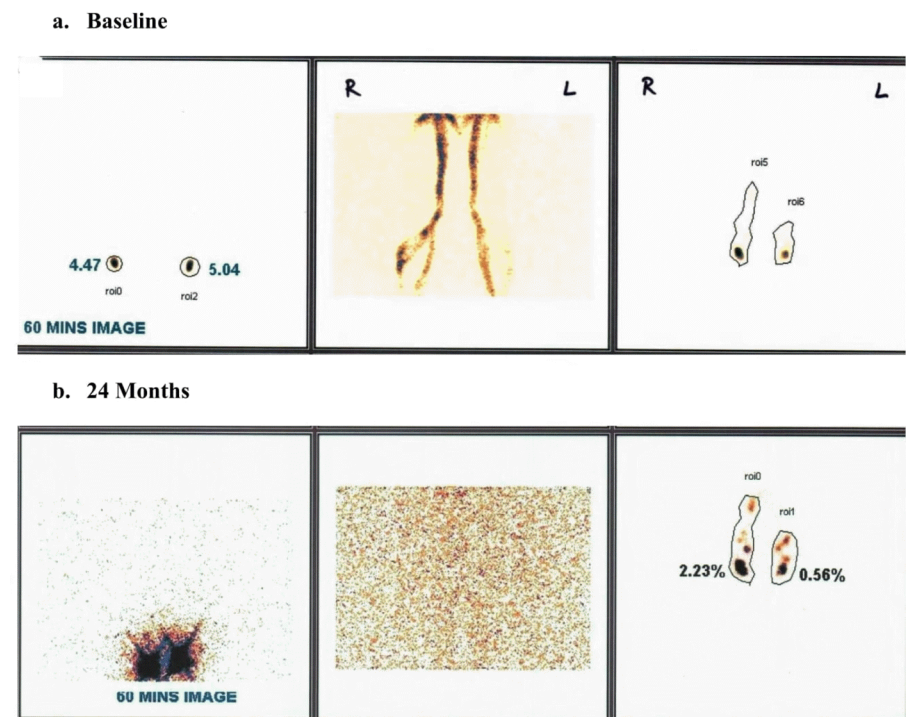 a. Baseline
R L
R L
roi5
roi6
4.47 5.04
roi0
roi2
60 MINS IMAGE
b. 24 Months
roi0
roi1
2.23% 0.56%
60 MINS IMAGE